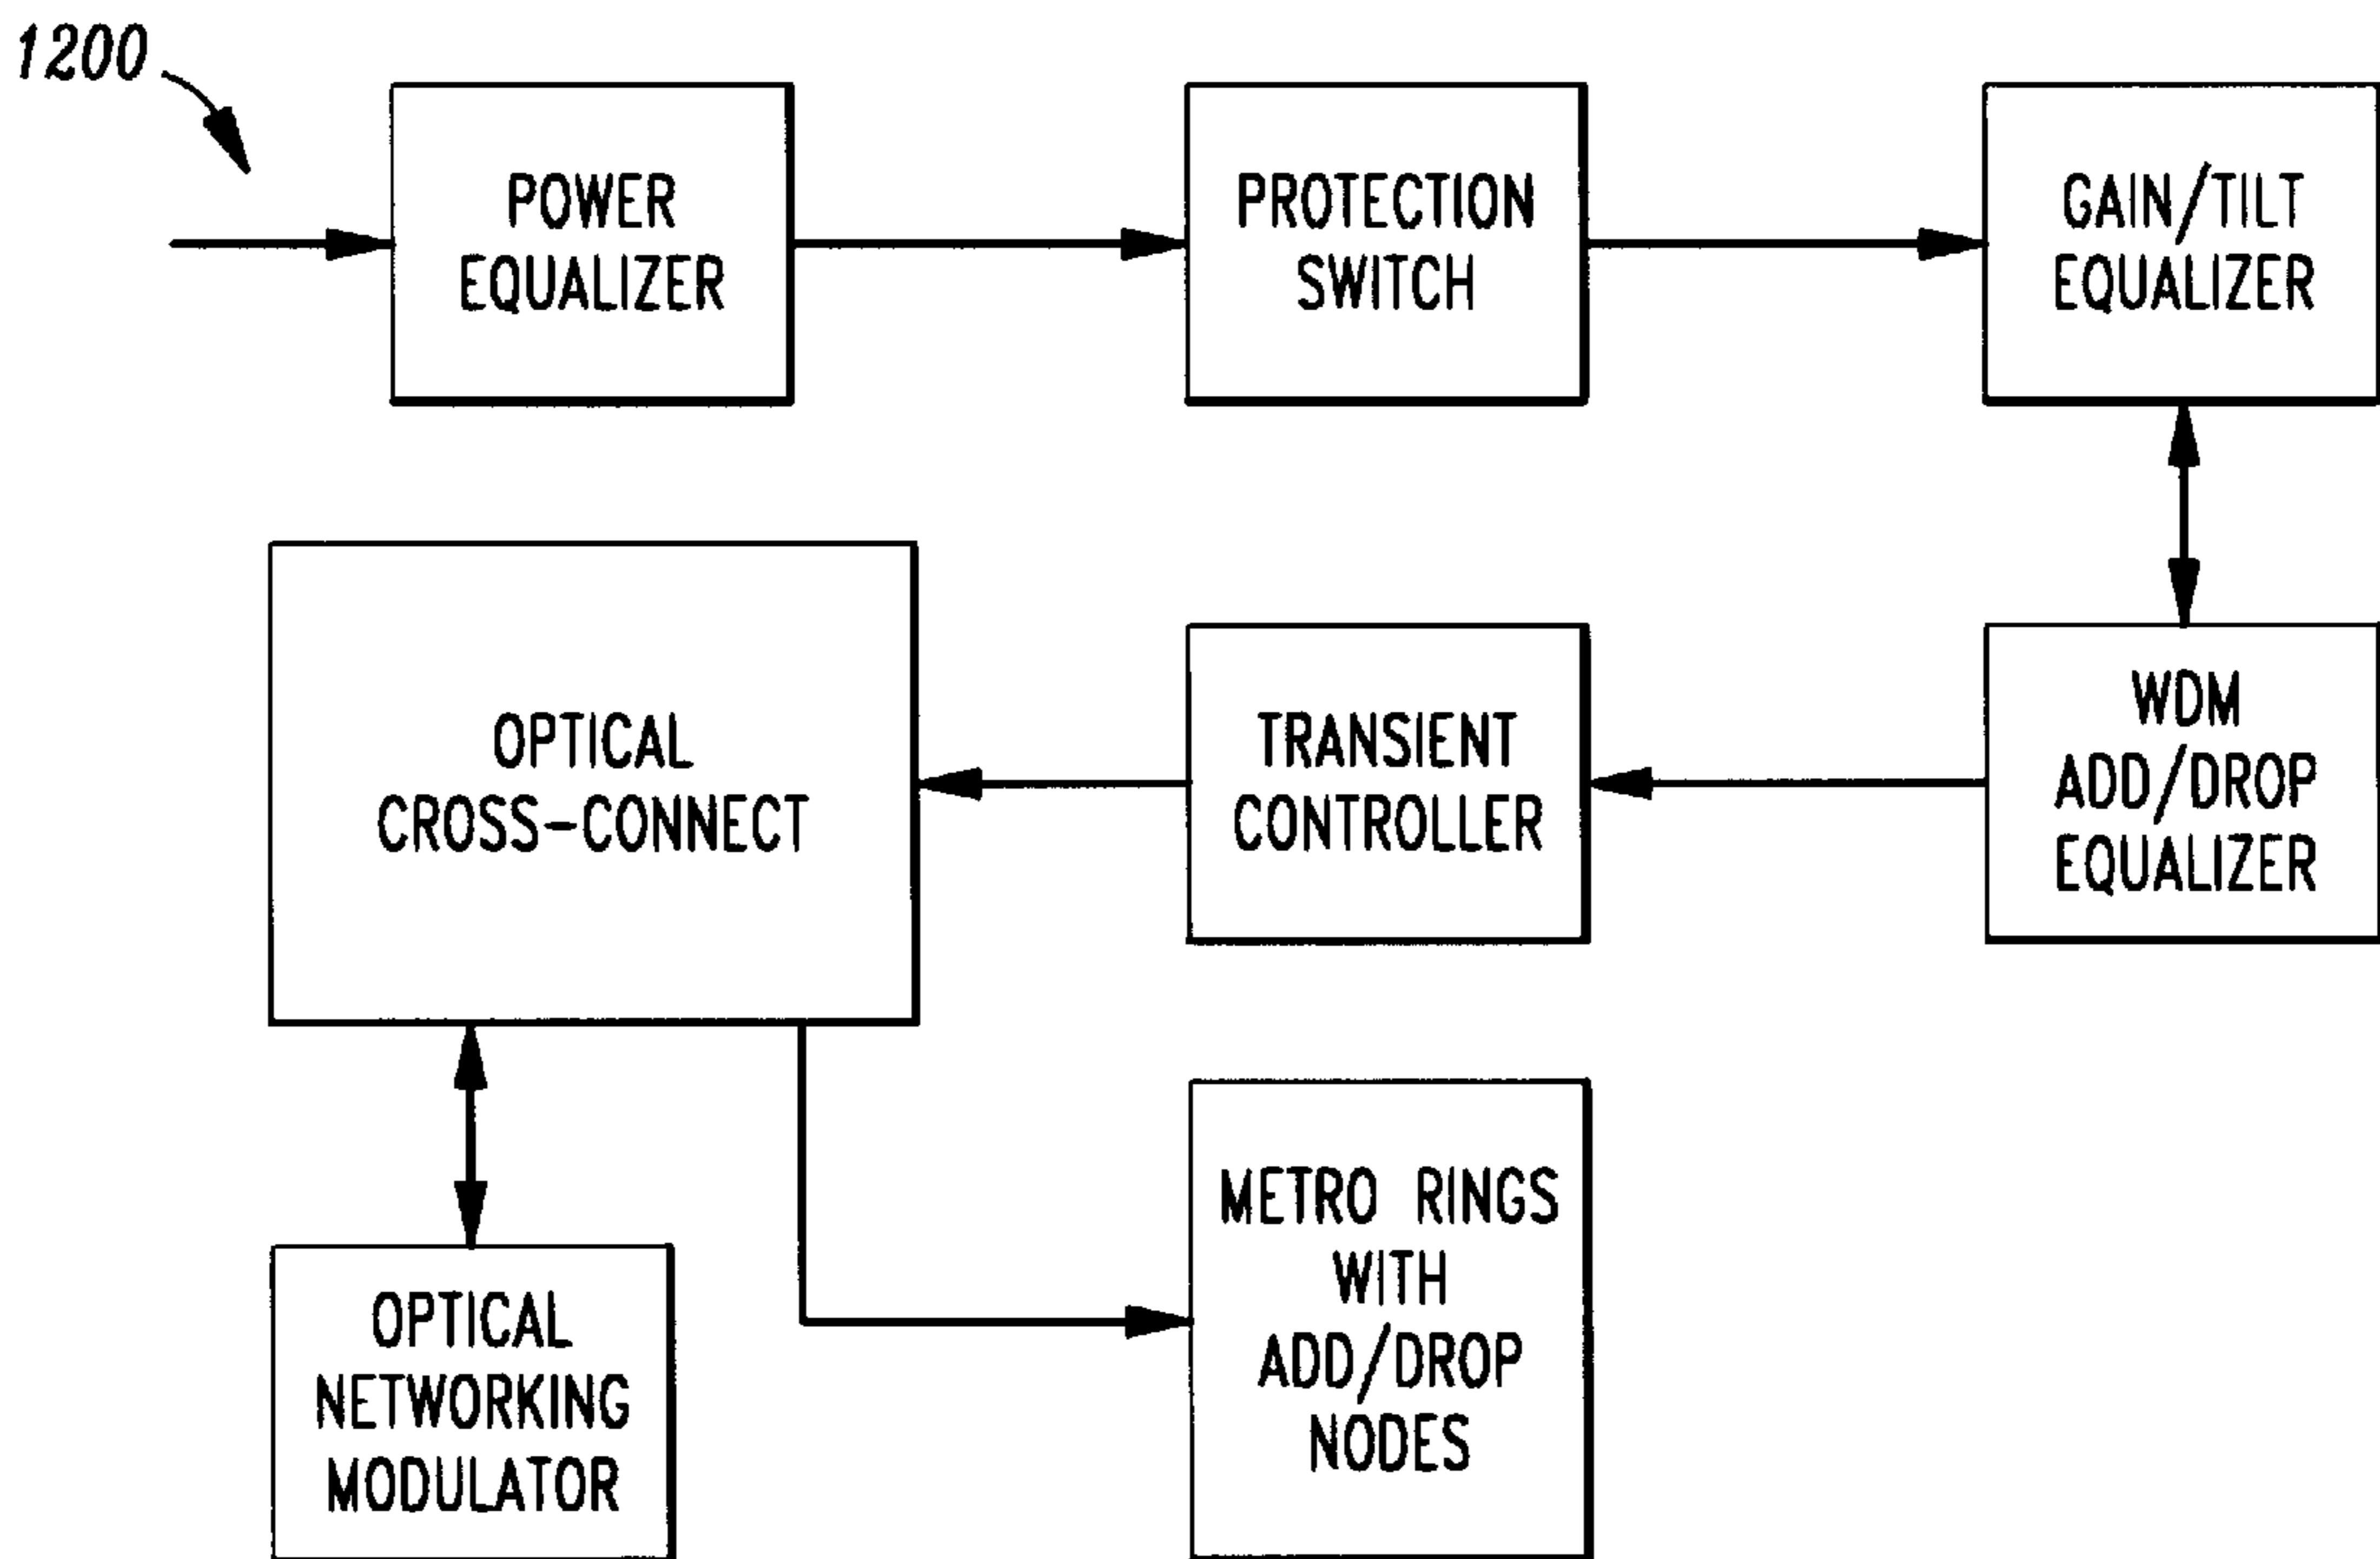 1200
POWER
EQUALIZER
PROTECTION
SWITCH
GAIN/TILT
EQUALIZER
OPTICAL
CROSS-CONNECT
TRANSIENT
CONTROLLER
WDM
ADD/DROP
EQUALIZER
OPTICAL
NETWORKING
MODULATOR
METRO RINGS
WITH
ADD/DROP
NODES